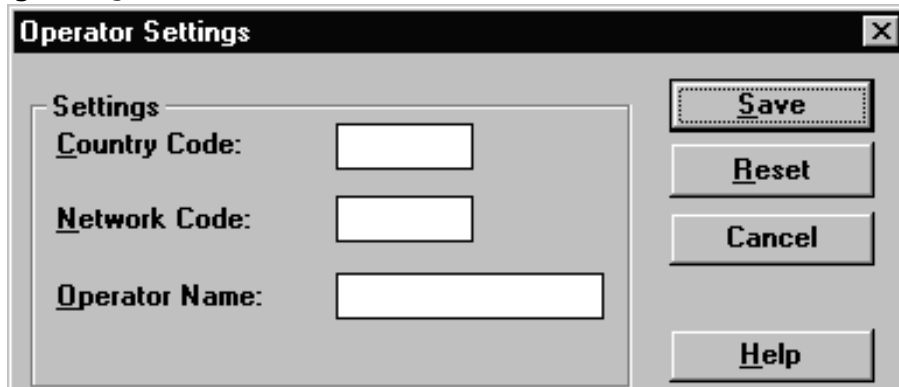 Operator Settings
Settings
Country Code:
Network Code:
Operator Name:
Save
Reset
Cancel
Help